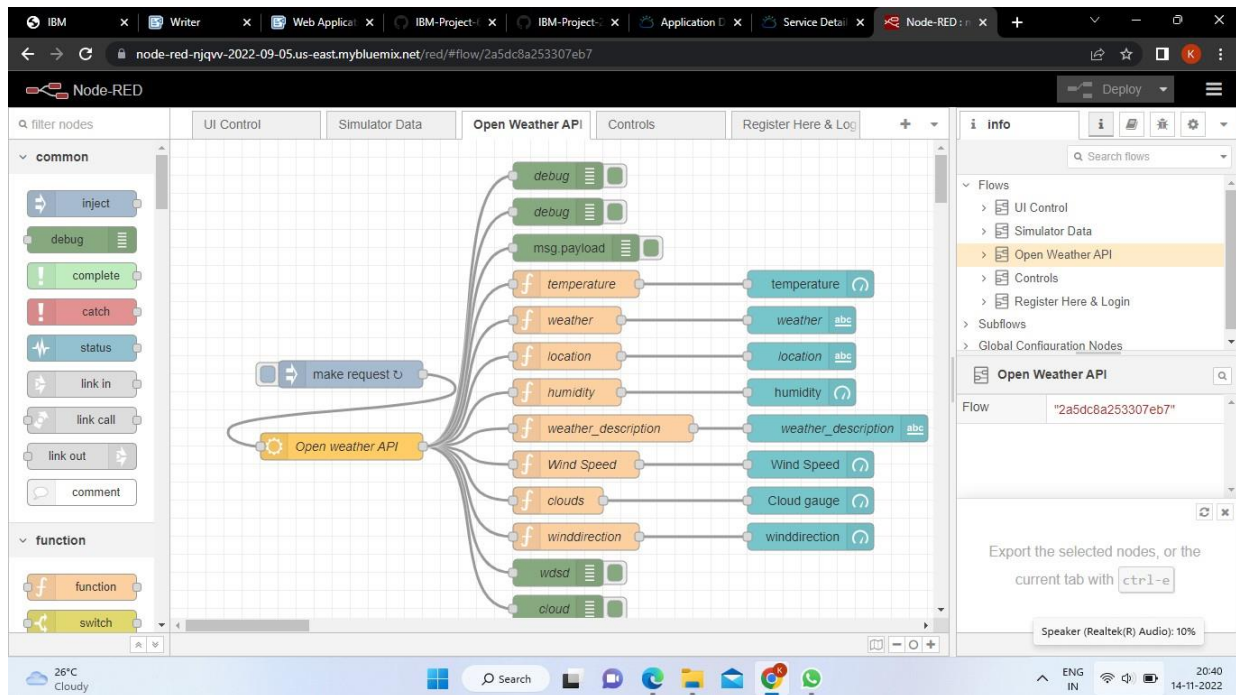 IBM
Writer
Web Applicat
IBM-Project-
IBM-Project-
Application D
Service Detail
Node-RED : n
node-red-njqvv-2022-09-05.us-east.mybluemix.net/red/#flow/2a5dc8a253307eb7
K
Node-RED
Deploy
filter nodes
UI Control
Simulator Data
Open Weather API
Controls
Register Here & Log
i info
i
common
Search flows
inject
debug
complete
catch
status
link in
link call
link out
comment
function
function
switch
debug
debug
msg.payload
temperature
temperature
weather
weather
abc
location
location
abc
make request ↻
humidity
humidity
weather_description
weather_description
abc
Open weather API
Wind Speed
Wind Speed
clouds
Cloud gauge
winddirection
winddirection
wdsd
cloud
Flows
UI Control
Simulator Data
Open Weather API
Controls
Register Here & Login
Subflows
Global Configuration Nodes
Open Weather API
Flow "2a5dc8a253307eb7"
Export the selected nodes, or the
current tab with ctrl-e
Speaker (Realtek(R) Audio): 10%
26°C
Cloudy
Search
ENG
IN
20:40
14-11-2022